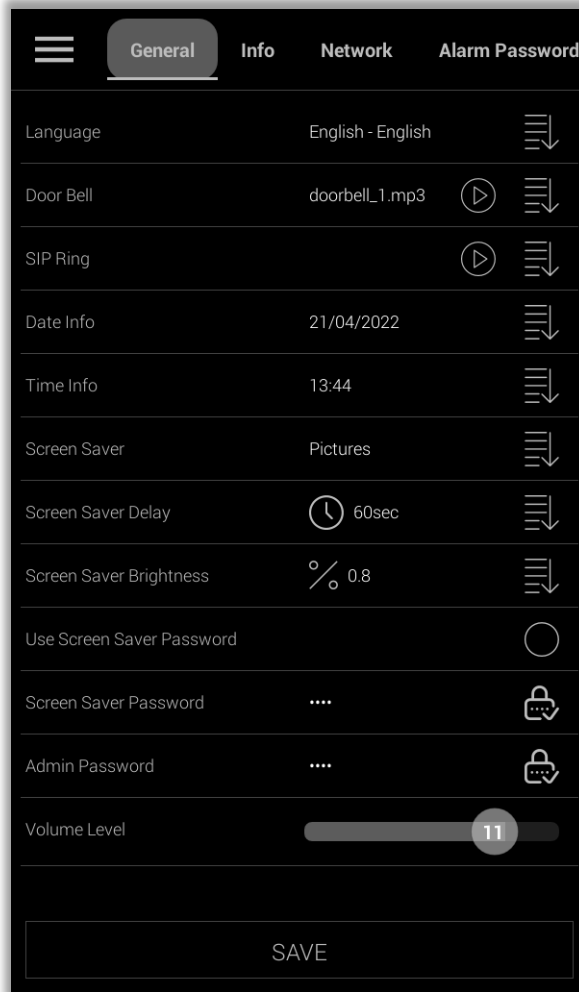 General Info Network Alarm Password
Language English - English
Door Bell doorbell_1.mp3
SIP Ring
Date Info 21/04/2022
Time Info 13:44
Screen Saver Pictures
Screen Saver Delay 60sec
Screen Saver Brightness 0.8
Use Screen Saver Password
Screen Saver Password ••••
Admin Password ••••
Volume Level 11
SAVE